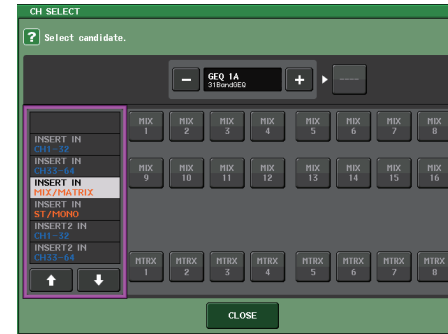 CH SELECT
? Select candidate.
- GEQ 1A +
31BandGEQ
----
INSERT IN
CH1-32
INSERT IN
CH33-64
INSERT IN
MIX/MATRIX
INSERT IN
ST/MONO
INSERT2 IN
CH1-32
INSERT2 IN
CH33-64
MIX 1
MIX 2
MIX 3
MIX 4
MIX 5
MIX 6
MIX 7
MIX 8
MIX 9
MIX 10
MIX 11
MIX 12
MIX 13
MIX 14
MIX 15
MIX 16
MTRX 1
MTRX 2
MTRX 3
MTRX 4
MTRX 5
MTRX 6
MTRX 7
MTRX 8
CLOSE